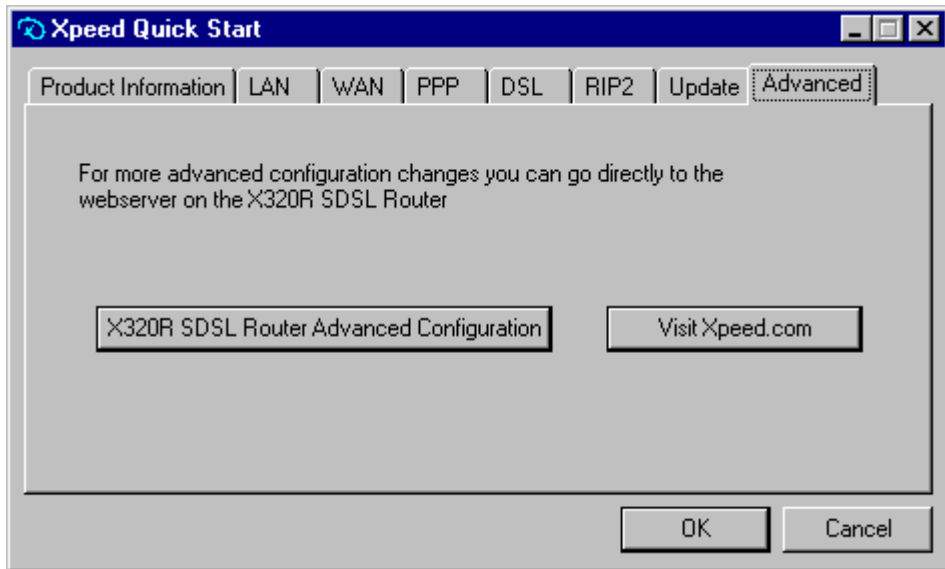 Xpeed Quick Start
Product Information LAN WAN PPP DSL RIP2 Update Advanced
For more advanced configuration changes you can go directly to the
webserver on the X320R SDSL Router
X320R SDSL Router Advanced Configuration Visit Xpeed.com
OK Cancel